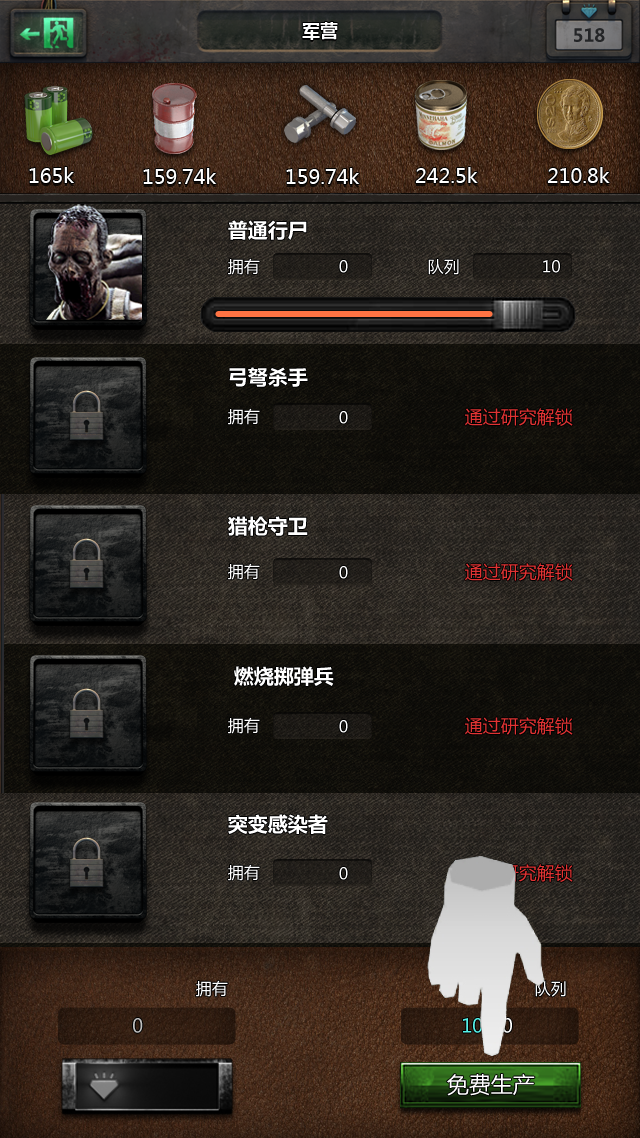 军营
518
165k
159.74k
159.74k
242.5k
210.8k
普通行尸
拥有 0 队列 10
弓弩杀手
拥有 0 通过研究解锁
猎枪守卫
拥有 0 通过研究解锁
燃烧掷弹兵
拥有 0 通过研究解锁
突变感染者
拥有 0 研究解锁
拥有 队列
0 10 0
免费生产